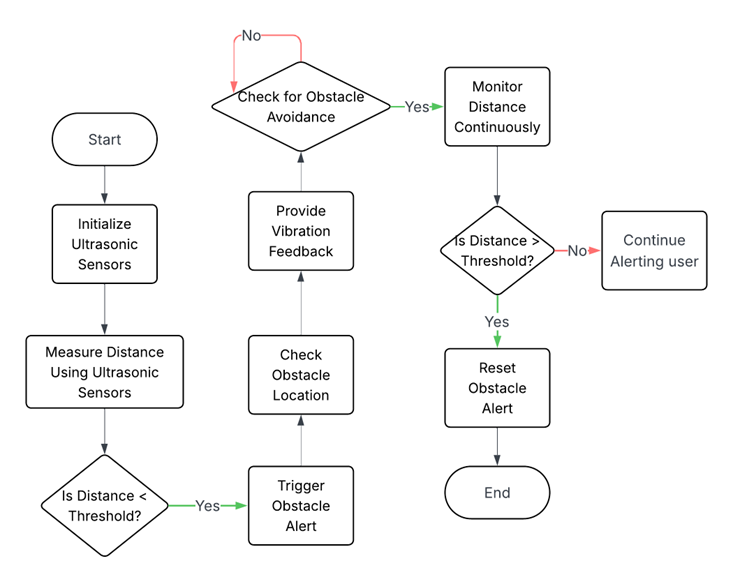 Start
Initialize
Ultrasonic
Sensors
Measure Distance
Using Ultrasonic
Sensors
Is Distance <
Threshold?
Yes
Trigger
Obstacle
Alert
Check
Obstacle
Location
Provide
Vibration
Feedback
Check for Obstacle
Avoidance
No
Yes
Monitor
Distance
Continuously
Is Distance >
Threshold?
No
Continue
Alerting user
Yes
Reset
Obstacle
Alert
End